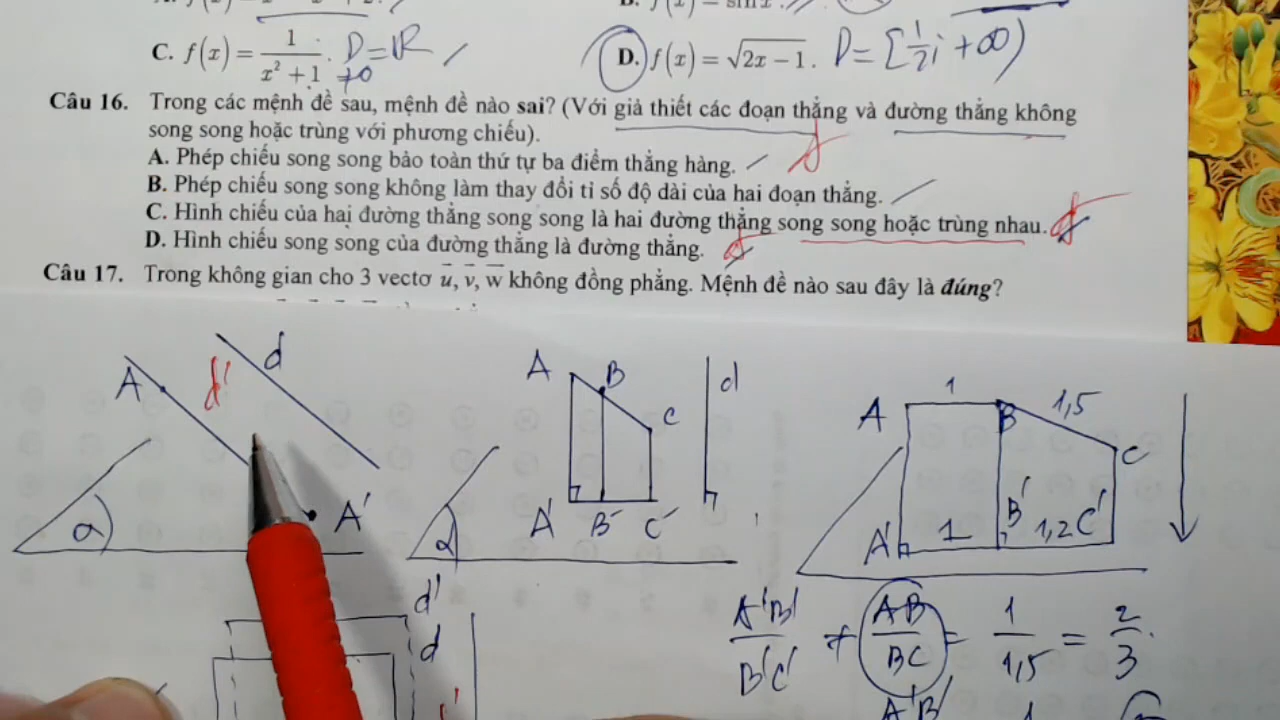 C. f(x) = 1 / (x² + 1) . D = ℝ
≠0
D. f(x) = √(2x − 1) . D = [1/2; +∞)
Câu 16. Trong các mệnh đề sau, mệnh đề nào sai? (Với giả thiết các đoạn thẳng và đường thẳng không
song song hoặc trùng với phương chiếu).
A. Phép chiếu song song bảo toàn thứ tự ba điểm thẳng hàng.
B. Phép chiếu song song không làm thay đổi tỉ số độ dài của hai đoạn thẳng.
C. Hình chiếu của hai đường thẳng song song là hai đường thẳng song song hoặc trùng nhau.
D. Hình chiếu song song của đường thẳng là đường thẳng.
Câu 17. Trong không gian cho 3 vectơ u, v, w không đồng phẳng. Mệnh đề nào sau đây là đúng?
A d' d
α A'
A B C d
A' B' C'
α
A 1 B 1,5 C
A' 1 B' 1,2 C'
d'
d
A'B'/B'C' ≠ AB/BC = 1/1,5 = 2/3.
A'B'